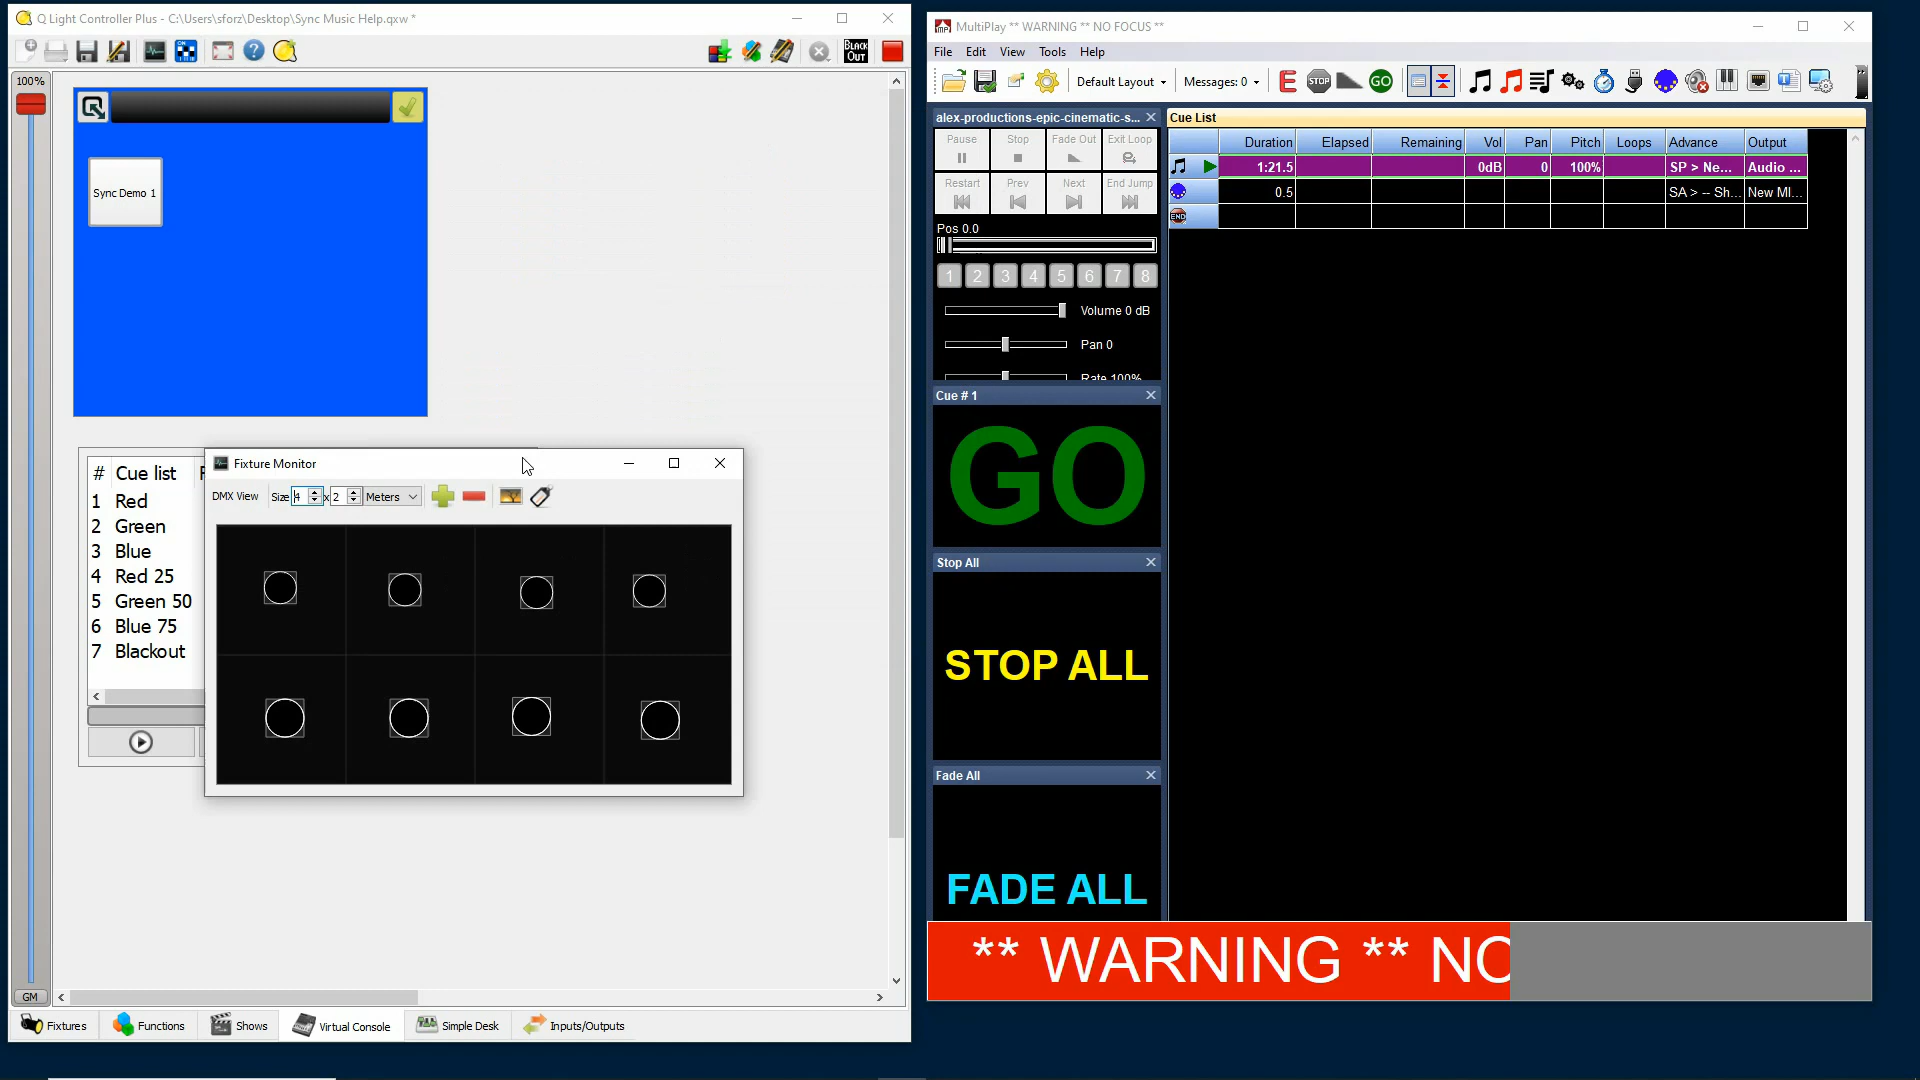 Q Light Controller Plus - C:\Users\sforz\Desktop\Sync Music Help.qxw *
BLACK
OUT
100%
Sync Demo 1
# Cue list
1 Red
2 Green
3 Blue
4 Red 25
5 Green 50
6 Blue 75
7 Blackout
Fixture Monitor
DMX View Size 4 x 2 Meters
GM
Fixtures Functions Shows Virtual Console Simple Desk Inputs/Outputs
MultiPlay ** WARNING ** NO FOCUS **
File Edit View Tools Help
Default Layout Messages: 0 E STOP GO
alex-productions-epic-cinematic-s...
Pause Stop Fade Out Exit Loop
Restart Prev Next End Jump
Pos 0.0
1 2 3 4 5 6 7 8
Volume 0 dB
Pan 0
Rate 100%
Cue # 1
GO
Stop All
STOP ALL
Fade All
FADE ALL
Cue List
Duration Elapsed Remaining Vol Pan Pitch Loops Advance Output
1:21.5 0dB 0 100% SP > Ne... Audio ...
0.5 SA > -- Sh... New MI...
END
** WARNING ** NO